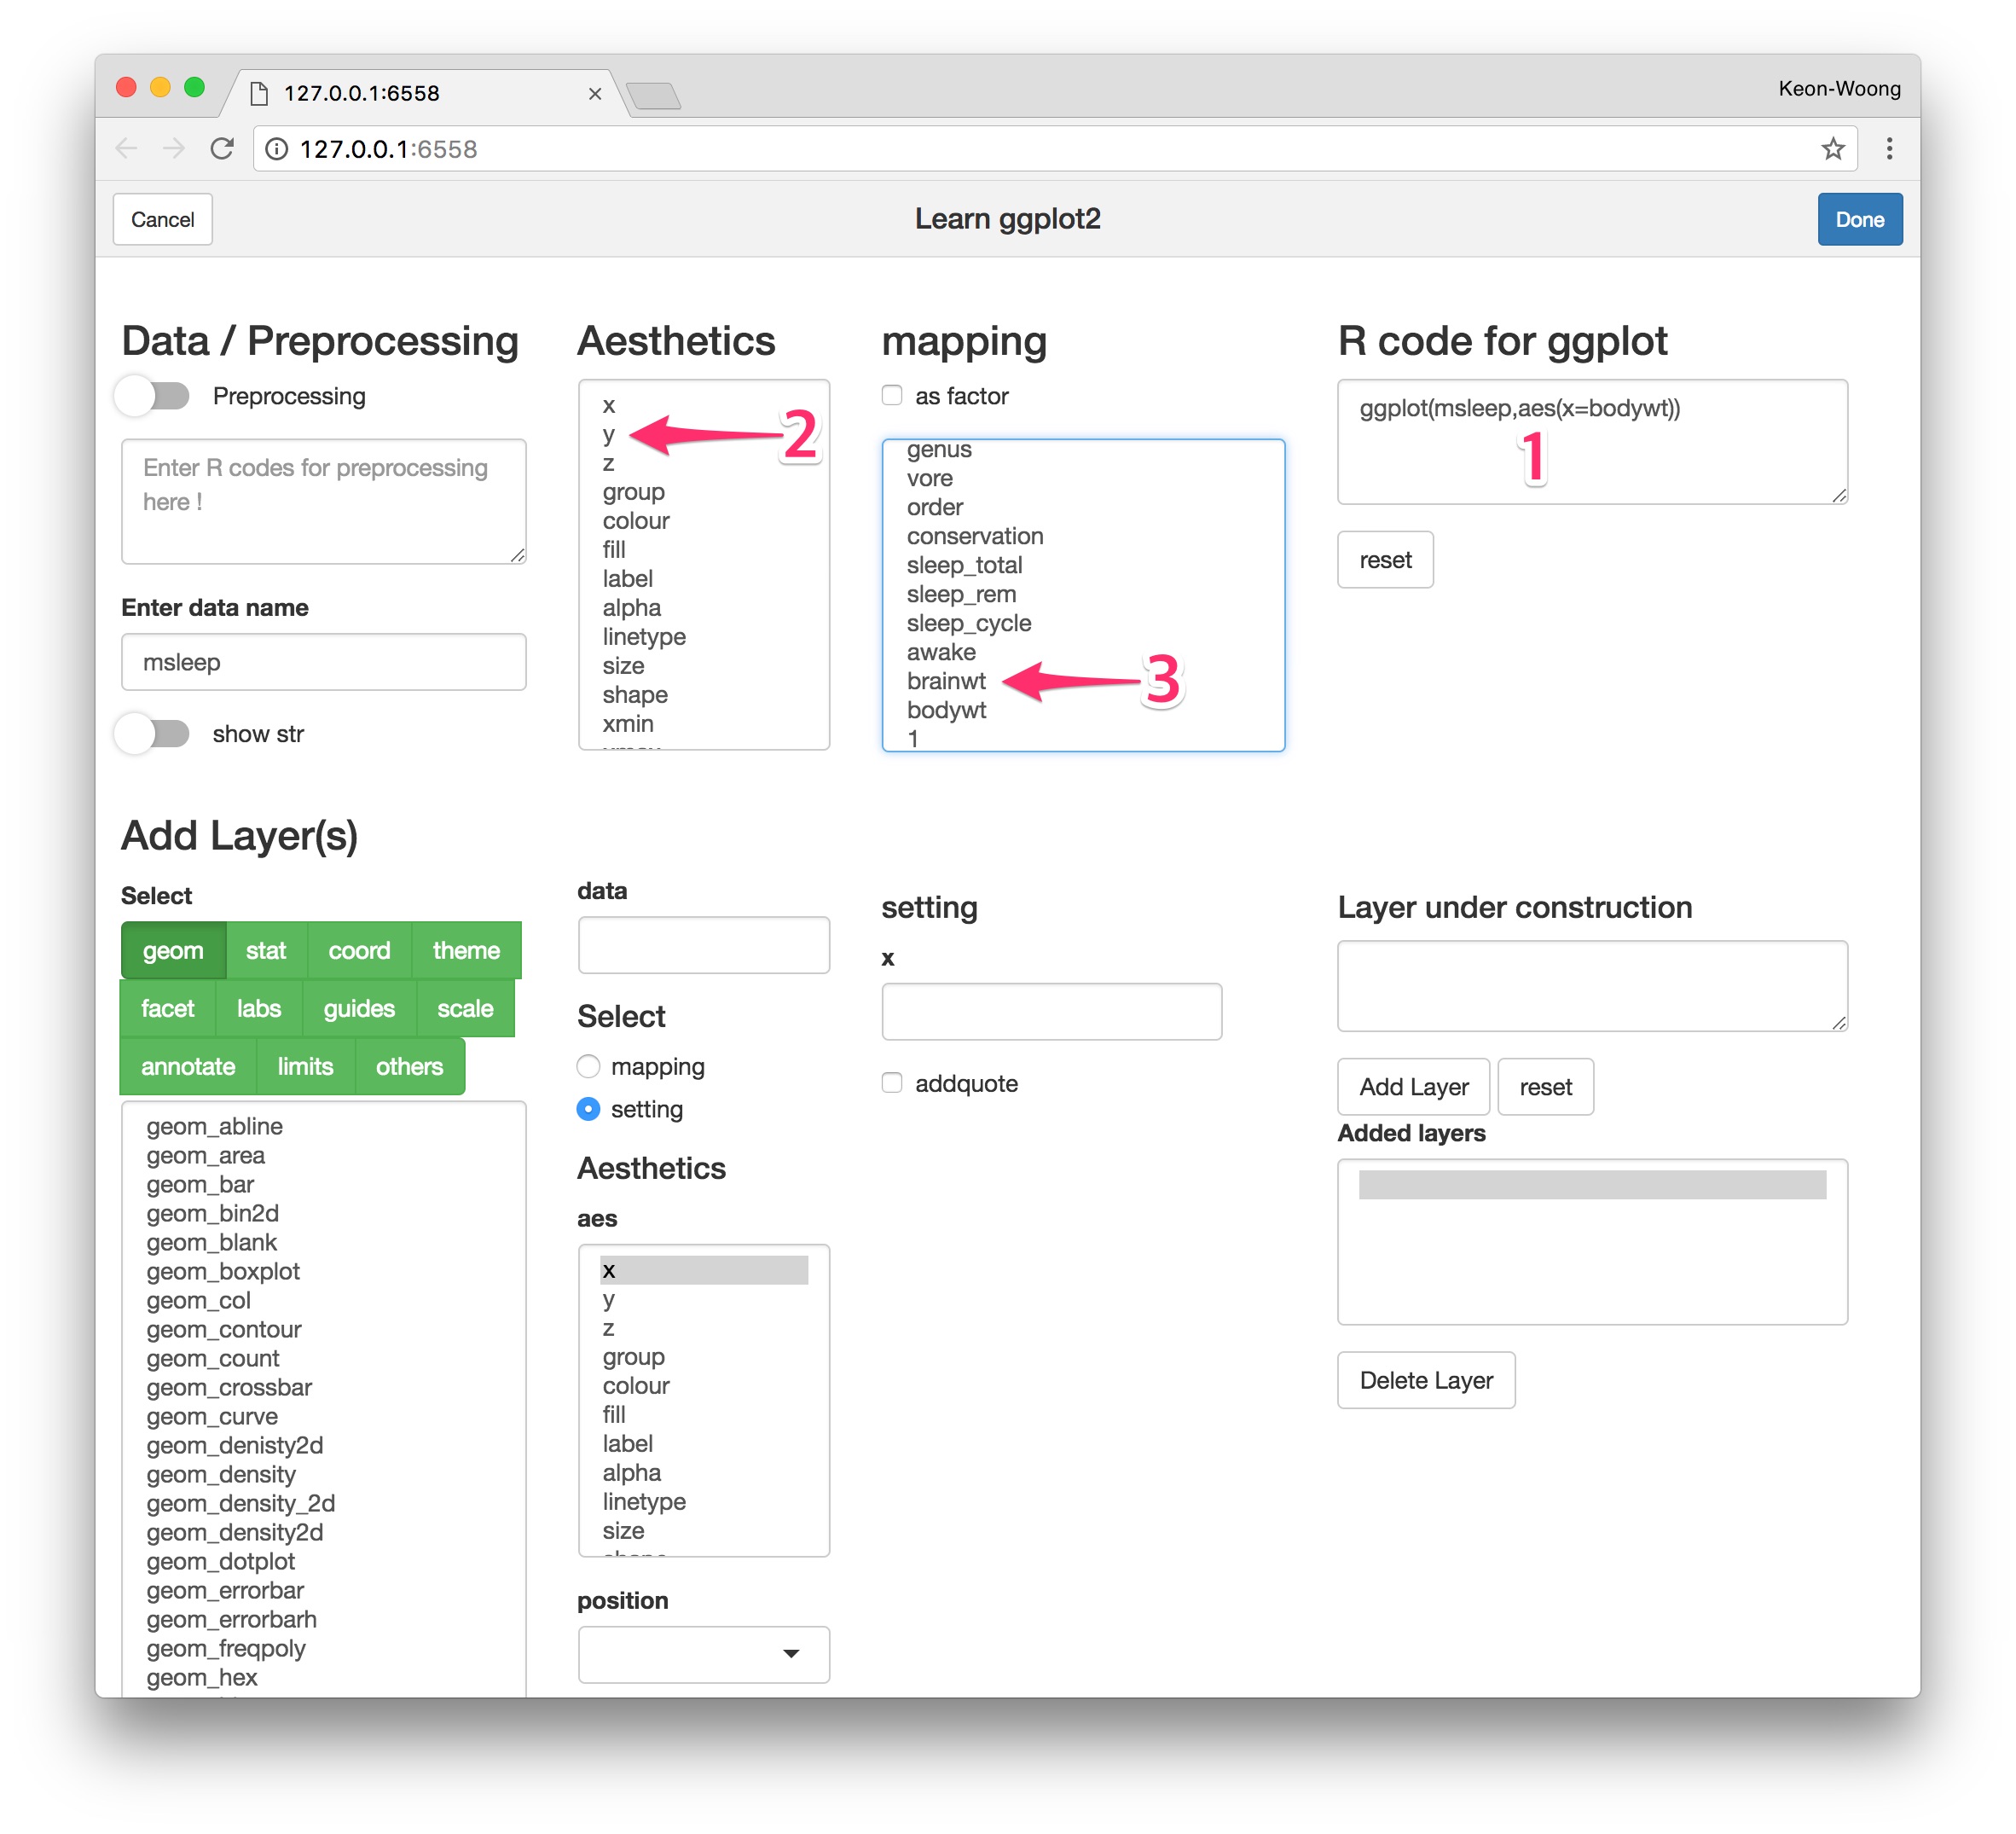 127.0.0.1:6558
Keon-Woong
127.0.0.1:6558
Cancel
Learn ggplot2
Done
Data / Preprocessing
Preprocessing
Enter R codes for preprocessing
here !
Enter data name
msleep
show str
Aesthetics
x
y
2
z
group
colour
fill
label
alpha
linetype
size
shape
xmin
mapping
as factor
genus
vore
order
conservation
sleep_total
sleep_rem
sleep_cycle
awake
brainwt
3
bodywt
1
R code for ggplot
ggplot(msleep,aes(x=bodywt))
1
reset
Add Layer(s)
Select
geom stat coord theme
facet labs guides scale
annotate limits others
geom_abline
geom_area
geom_bar
geom_bin2d
geom_blank
geom_boxplot
geom_col
geom_contour
geom_count
geom_crossbar
geom_curve
geom_denisty2d
geom_density
geom_density_2d
geom_density2d
geom_dotplot
geom_errorbar
geom_errorbarh
geom_freqpoly
geom_hex
data
Select
mapping
setting
Aesthetics
aes
x
y
z
group
colour
fill
label
alpha
linetype
size
position
setting
x
addquote
Layer under construction
Add Layer reset
Added layers
Delete Layer